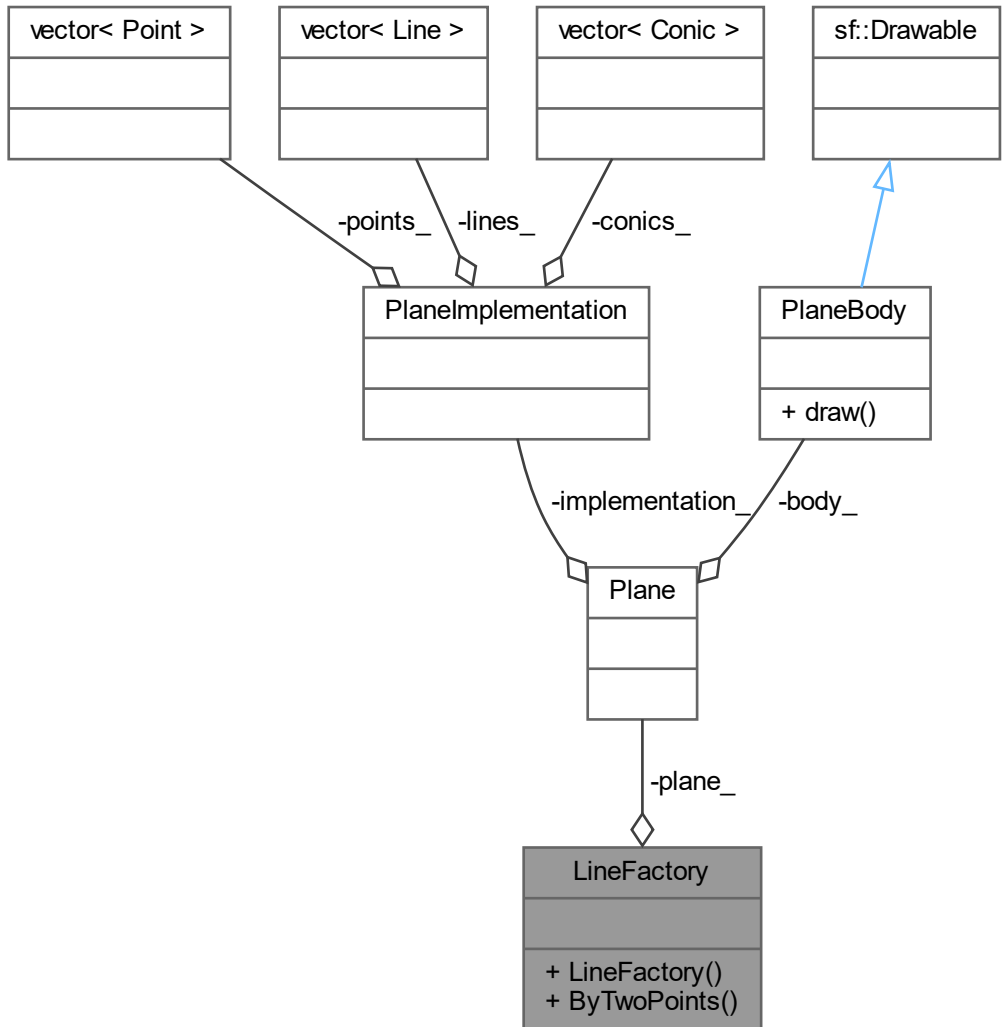 vector< Point >
vector< Line >
vector< Conic >
sf::Drawable
-points_
-lines_
-conics_
PlaneImplementation
PlaneBody
+ draw()
-implementation_
-body_
Plane
-plane_
LineFactory
+ LineFactory()
+ ByTwoPoints()